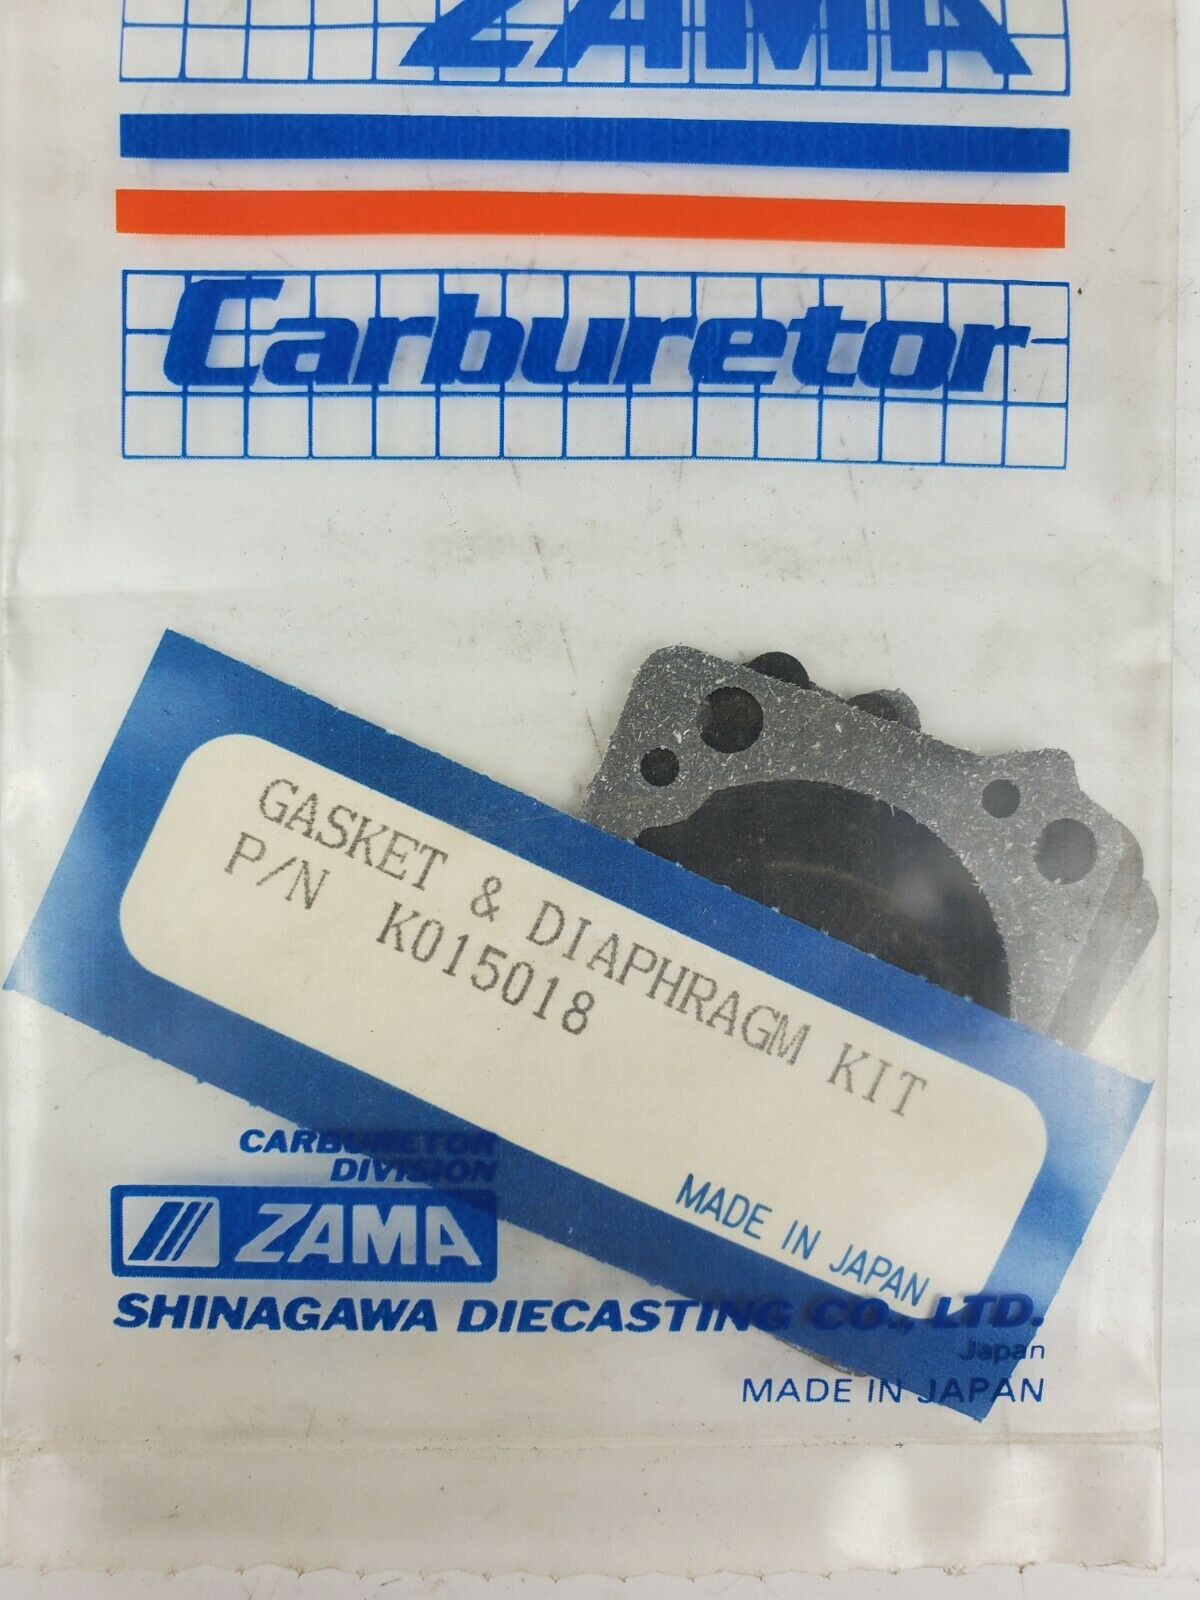 ZAMA
Carburetor
GASKET & DIAPHRAGM KIT
P/N K015018
MADE IN JAPAN
CARBURETOR
DIVISION
ZAMA
SHINAGAWA DIECASTING CO., LTD.
Japan
MADE IN JAPAN